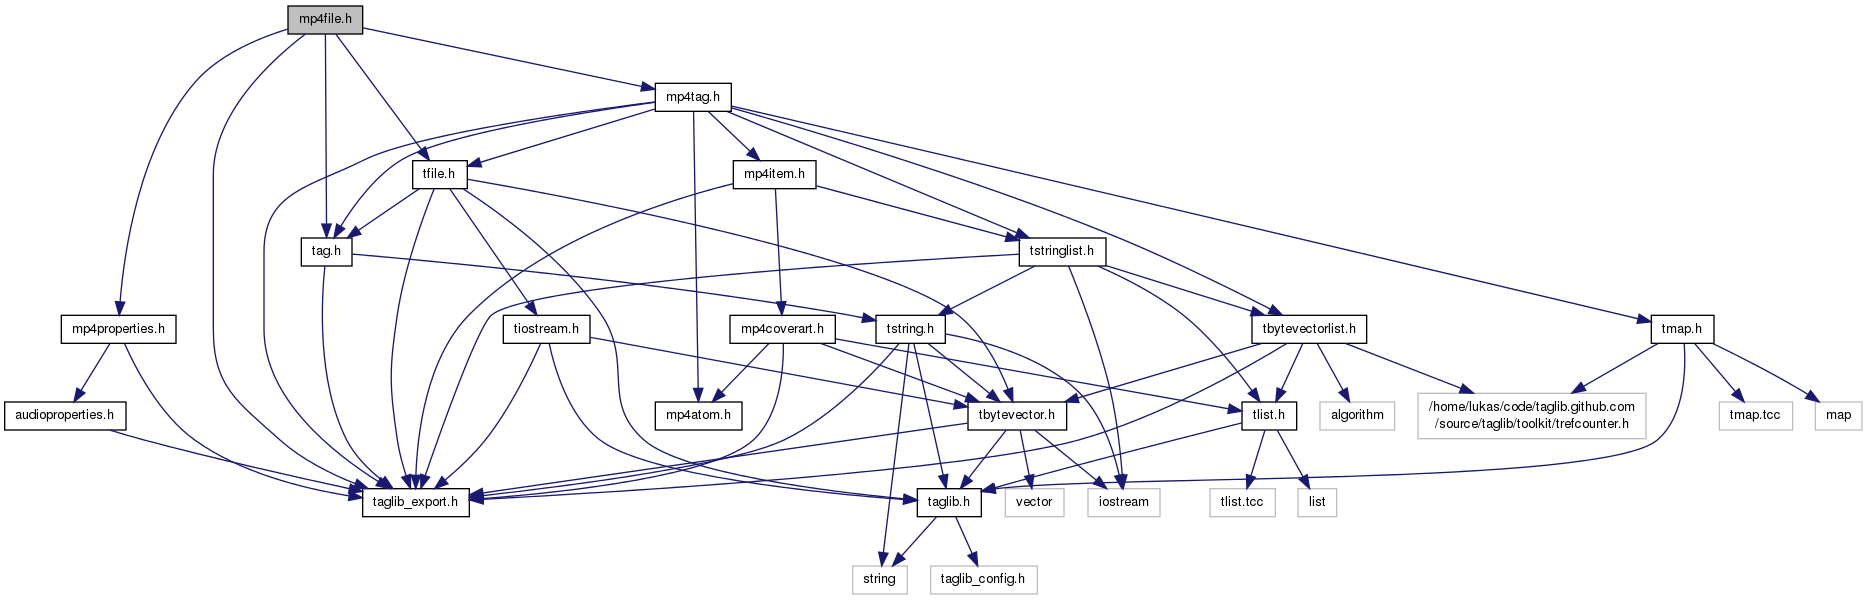 mp4file.h
mp4tag.h
tfile.h
mp4item.h
tag.h
tstringlist.h
mp4properties.h
tiostream.h
mp4coverart.h
tstring.h
tbytevectorlist.h
tmap.h
audioproperties.h
mp4atom.h
tbytevector.h
tlist.h
algorithm
/home/lukas/code/taglib.github.com
/source/taglib/toolkit/trefcounter.h
tmap.tcc
map
taglib_export.h
taglib.h
vector
iostream
tlist.tcc
list
string
taglib_config.h